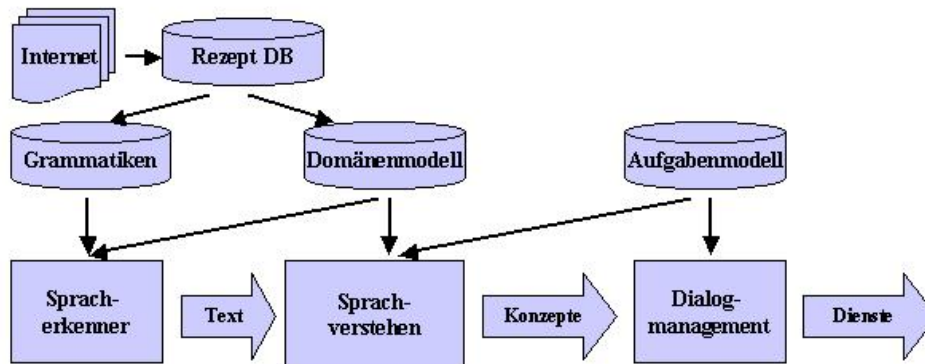 Internet
Rezept DB
Grammatiken
Domänenmodell
Aufgabenmodell
Sprach-
erkenner
Text
Sprach-
verstehen
Konzepte
Dialog-
management
Dienste